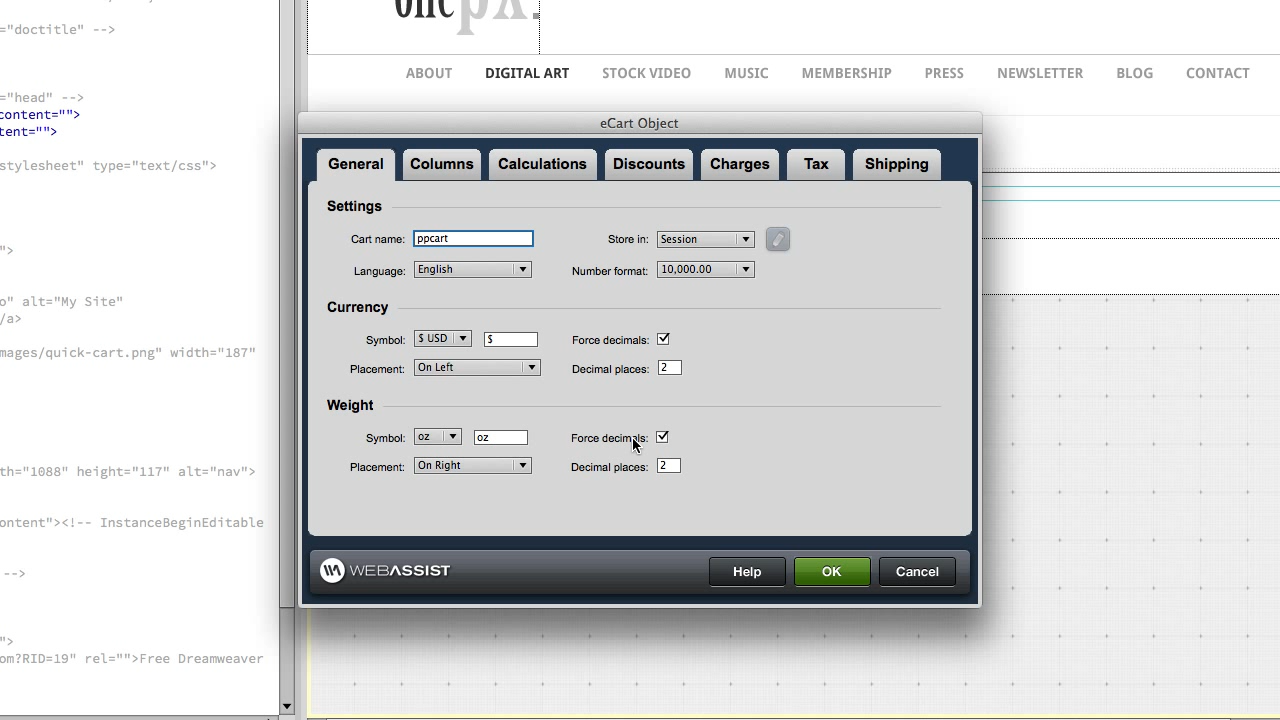 ="doctitle" -->
="head" -->
content="">
tent="">
stylesheet" type="text/css">
">
o" alt="My Site"
/a>
mages/quick-cart.png" width="187"
th="1088" height="117" alt="nav">
ontent"><!-- InstanceBeginEditable
-->
">
om?RID=19" rel="">Free Dreamweaver
onepx.
ABOUT DIGITAL ART STOCK VIDEO MUSIC MEMBERSHIP PRESS NEWSLETTER BLOG CONTACT
eCart Object
General Columns Calculations Discounts Charges Tax Shipping
Settings
Cart name: ppcart Store in: Session
Language: English Number format: 10,000.00
Currency
Symbol: $ USD $ Force decimals:
Placement: On Left Decimal places: 2
Weight
Symbol: oz oz Force decimals:
Placement: On Right Decimal places: 2
WEBASSIST Help OK Cancel